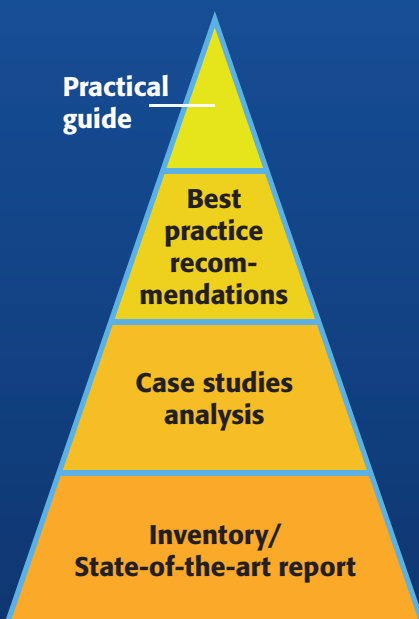 Practical
guide
Best
practice
recom-
mendations
Case studies
analysis
Inventory/
State-of-the-art report